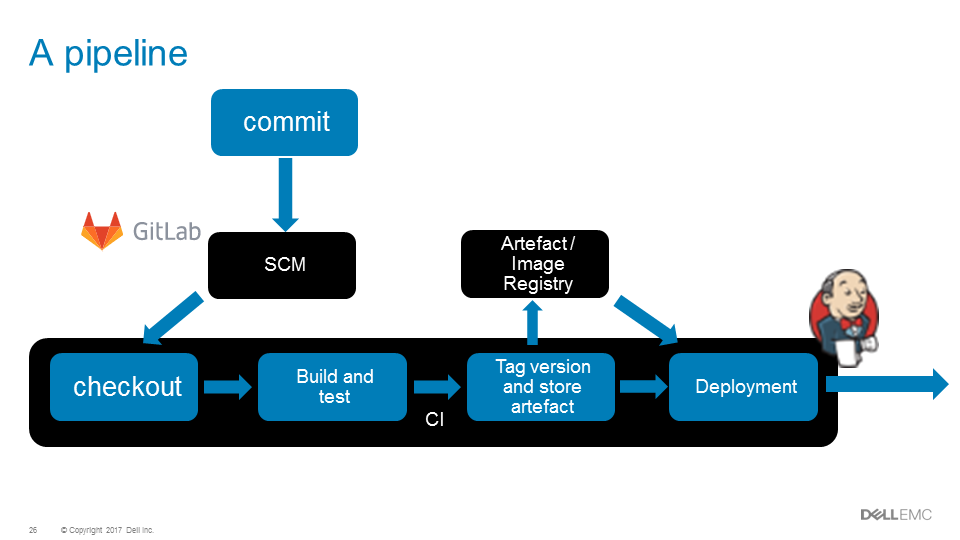 A pipeline
commit
GitLab
SCM
Artefact /
Image
Registry
checkout
Build and
test
CI
Tag version
and store
artefact
Deployment
26
© Copyright 2017 Dell Inc.
DELLEMC